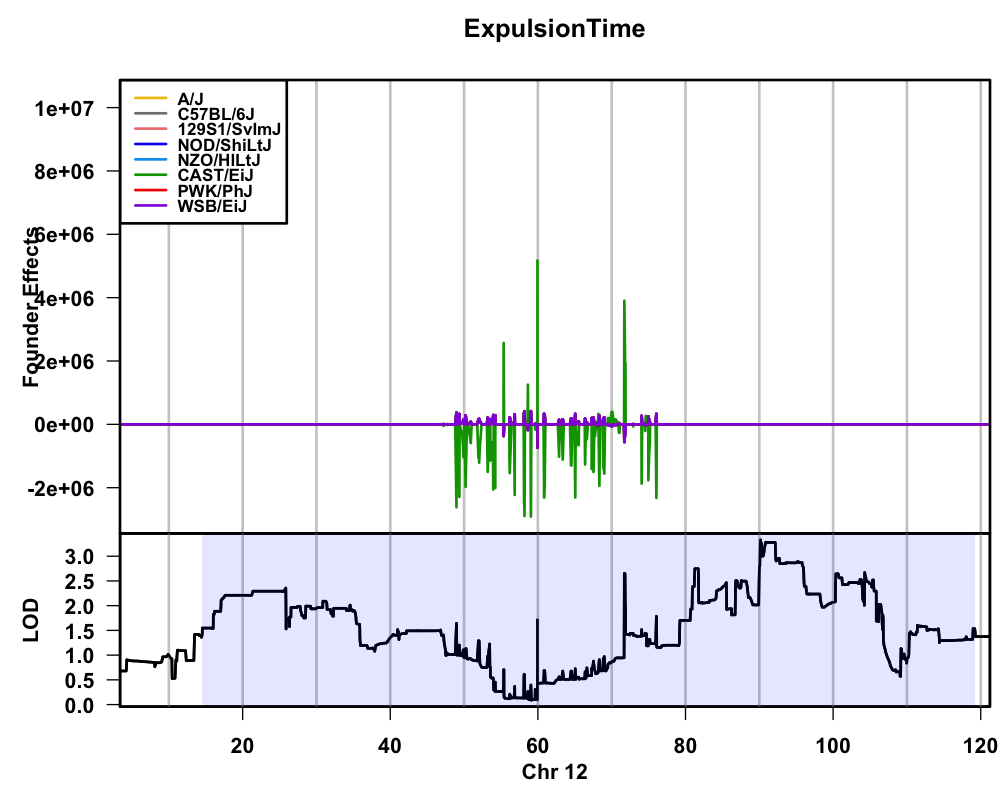 ExpulsionTime
A/J
C57BL/6J
129S1/SvImJ
NOD/ShiLtJ
NZO/HlLtJ
CAST/EiJ
PWK/PhJ
WSB/EiJ
Founder Effects
1e+07
8e+06
6e+06
4e+06
2e+06
0e+00
-2e+06
LOD
3.0
2.5
2.0
1.5
1.0
0.5
0.0
20 40 60 80 100 120
Chr 12